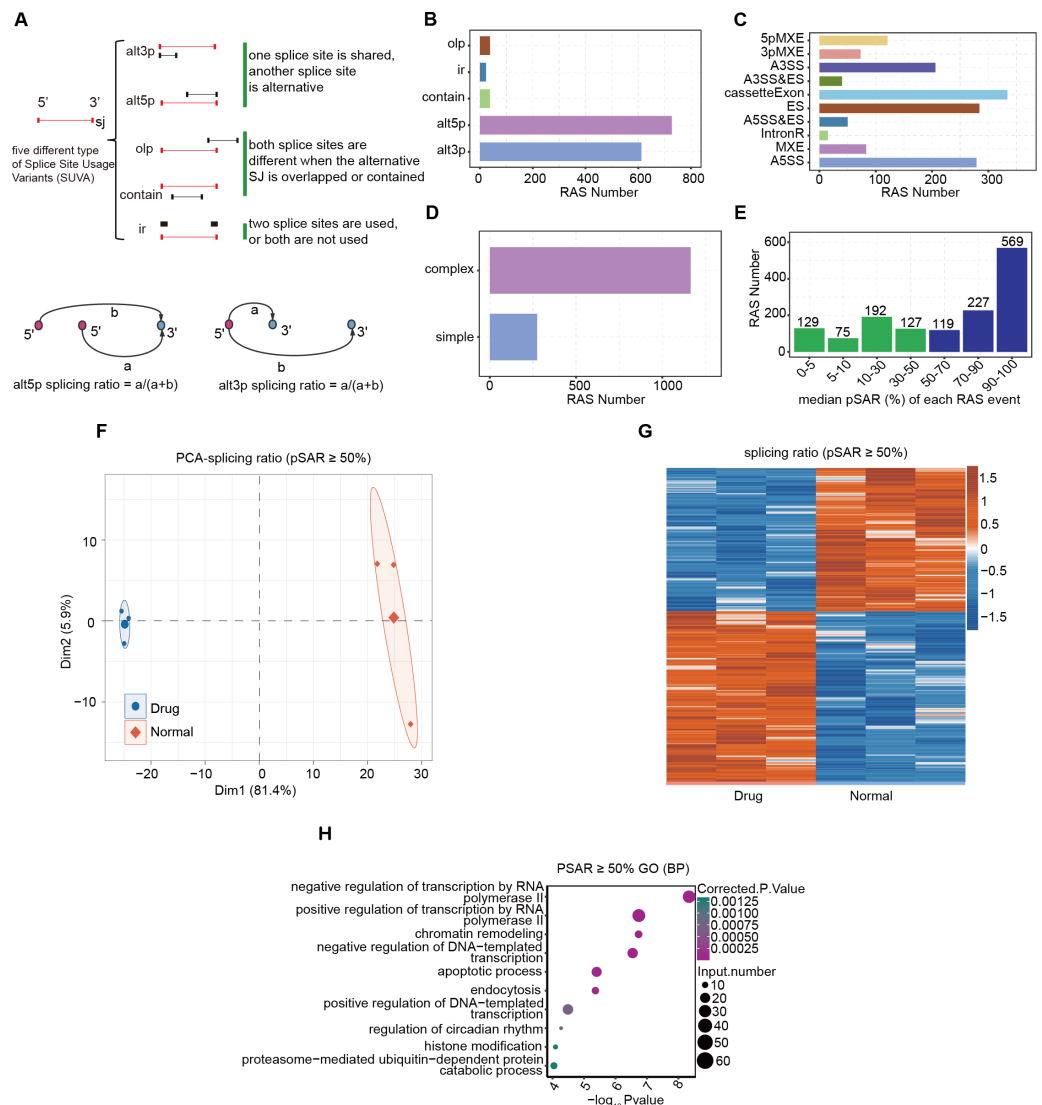 A
alt3p
alt5p
5'
3'
sj
five different type
of Splice Site Usage
Variants (SUVA)
olp
contain
ir
one splice site is shared,
another splice site
is alternative
both splice sites are
different when the alternative
SJ is overlapped or contained
two splice sites are used,
or both are not used
b
5'
5'
3'
a
alt5p splicing ratio = a/(a+b)
a
5'
3'
3'
b
alt3p splicing ratio = a/(a+b)
B
olp
ir
contain
alt5p
alt3p
0 200 400 600 800
RAS Number
C
5pMXE
3pMXE
A3SS
A3SS&ES
cassetteExon
ES
A5SS&ES
IntronR
MXE
A5SS
0 100 200 300
RAS Number
D
complex
simple
0 500 1000
RAS Number
E
RAS Number
600
400
200
0
129
75
192
127
119
227
569
0-5
5-10
10-30
30-50
50-70
70-90
90-100
median pSAR (%) of each RAS event
F
PCA-splicing ratio (pSAR ≥ 50%)
Dim2 (5.9%)
10
0
−10
Drug
Normal
−20 −10 0 10 20 30
Dim1 (81.4%)
G
splicing ratio (pSAR ≥ 50%)
1.5
1
0.5
0
−0.5
−1
−1.5
Drug
Normal
H
PSAR ≥ 50% GO (BP)
negative regulation of transcription by RNA
polymerase II
positive regulation of transcription by RNA
polymerase II
chromatin remodeling
negative regulation of DNA−templated
transcription
apoptotic process
endocytosis
positive regulation of DNA−templated
transcription
regulation of circadian rhythm
histone modification
proteasome−mediated ubiquitin−dependent protein
catabolic process
4 5 6 7 8
−log₁₀ Pvalue
Corrected.P.Value
0.00125
0.00100
0.00075
0.00050
0.00025
Input.number
10
20
30
40
50
60